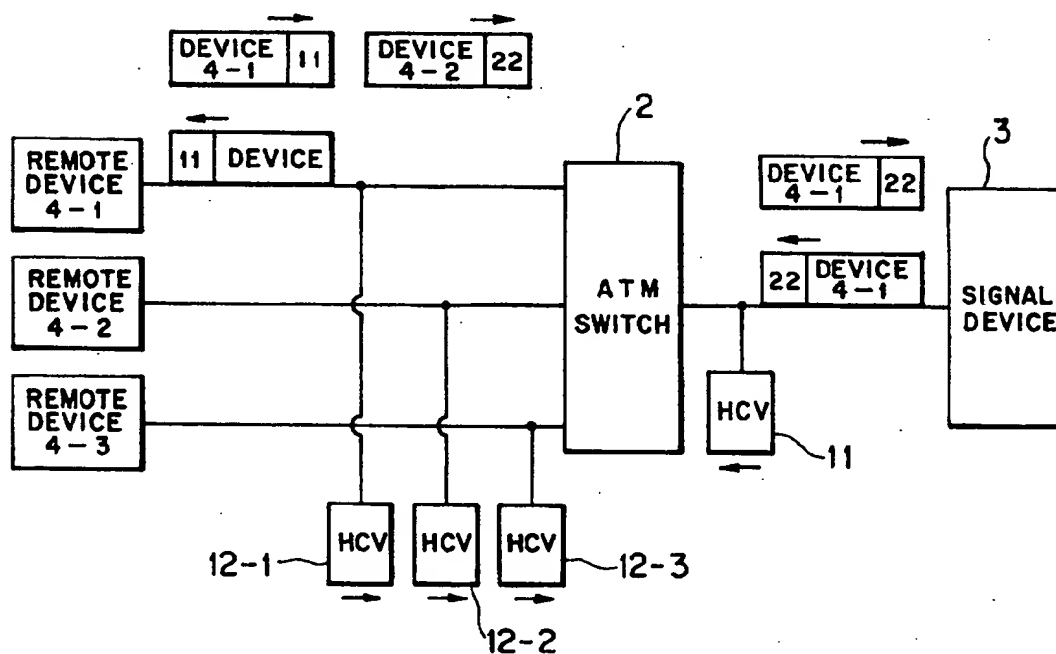 DEVICE
4-1
11
DEVICE
4-2
22
2
3
11
DEVICE
REMOTE
DEVICE
4-1
REMOTE
DEVICE
4-2
REMOTE
DEVICE
4-3
ATM
SWITCH
DEVICE
4-1
22
22
DEVICE
4-1
SIGNAL
DEVICE
HCV
11
HCV
HCV
HCV
12-1
12-2
12-3